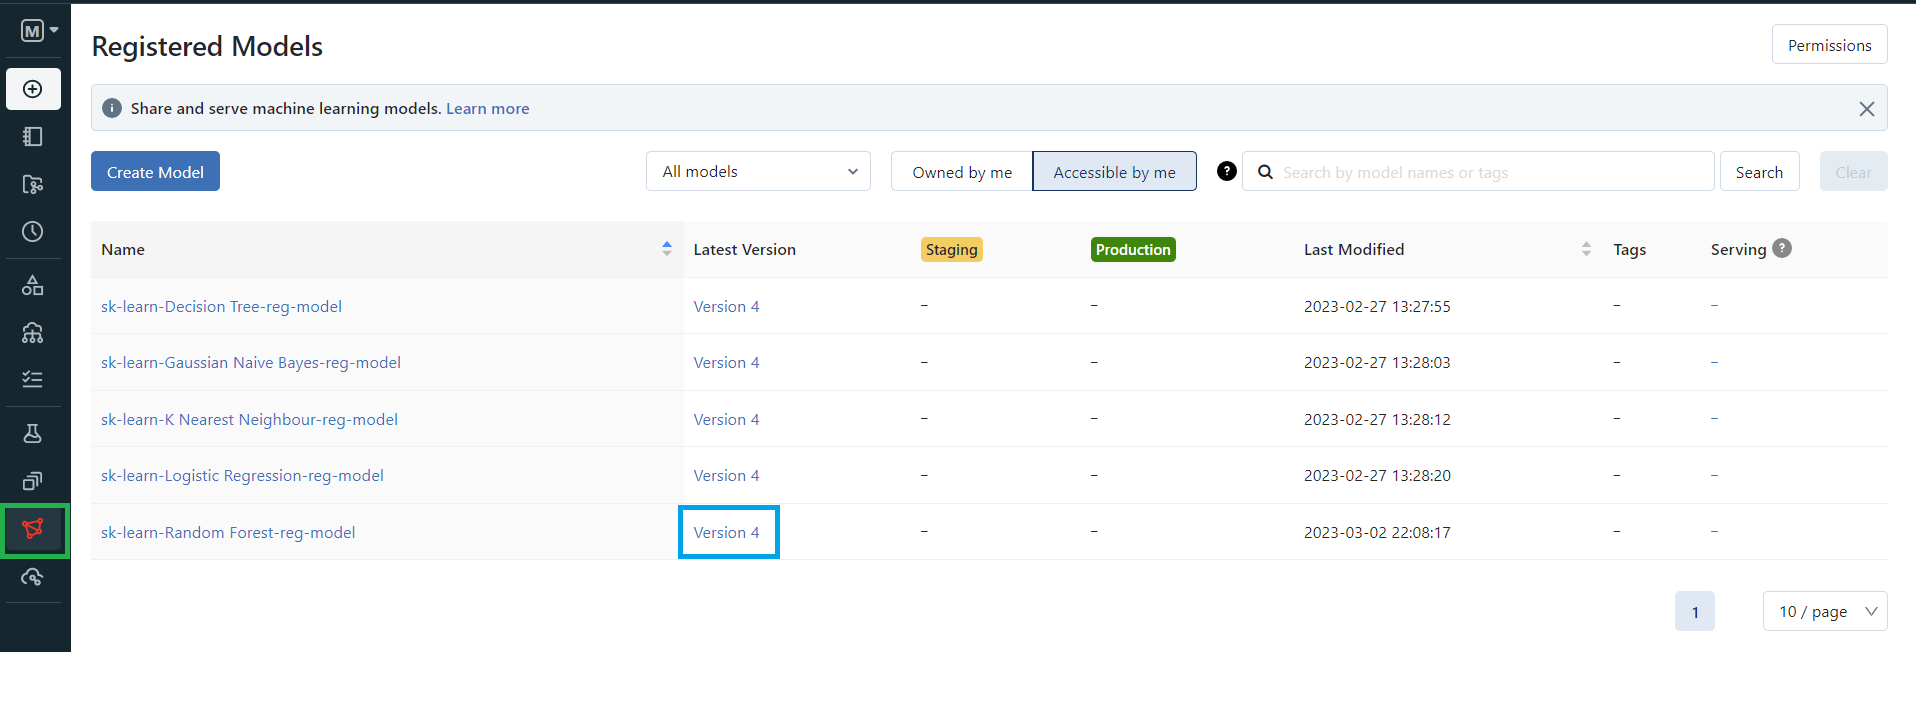 M
Registered Models
Permissions
Share and serve machine learning models. Learn more
Create Model
All models
Owned by me
Accessible by me
Search by model names or tags
Search
Clear
Name Latest Version Staging Production Last Modified Tags Serving
sk-learn-Decision Tree-reg-model Version 4 – – 2023-02-27 13:27:55 – –
sk-learn-Gaussian Naive Bayes-reg-model Version 4 – – 2023-02-27 13:28:03 – –
sk-learn-K Nearest Neighbour-reg-model Version 4 – – 2023-02-27 13:28:12 – –
sk-learn-Logistic Regression-reg-model Version 4 – – 2023-02-27 13:28:20 – –
sk-learn-Random Forest-reg-model Version 4 – – 2023-03-02 22:08:17 – –
1
10 / page